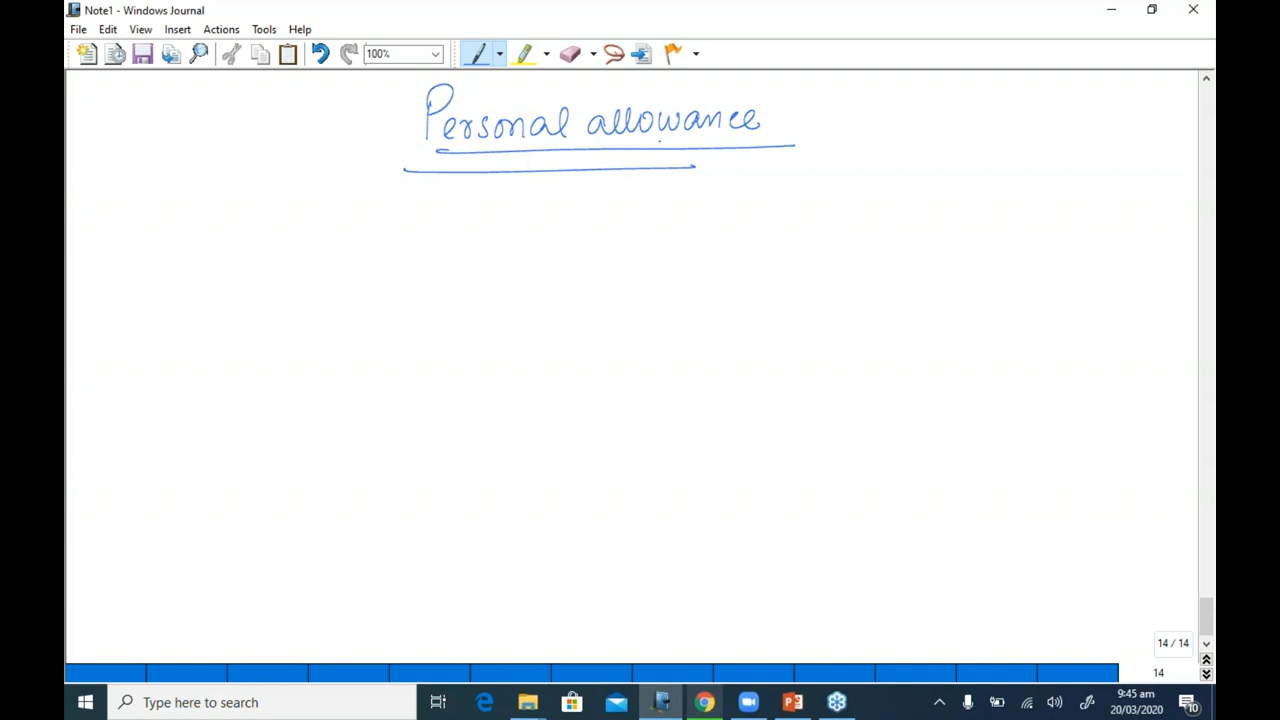 Note1 - Windows Journal
File Edit View Insert Actions Tools Help
100%
Personal allowance
14 / 14
14
Type here to search
9:45 am
20/03/2020
10